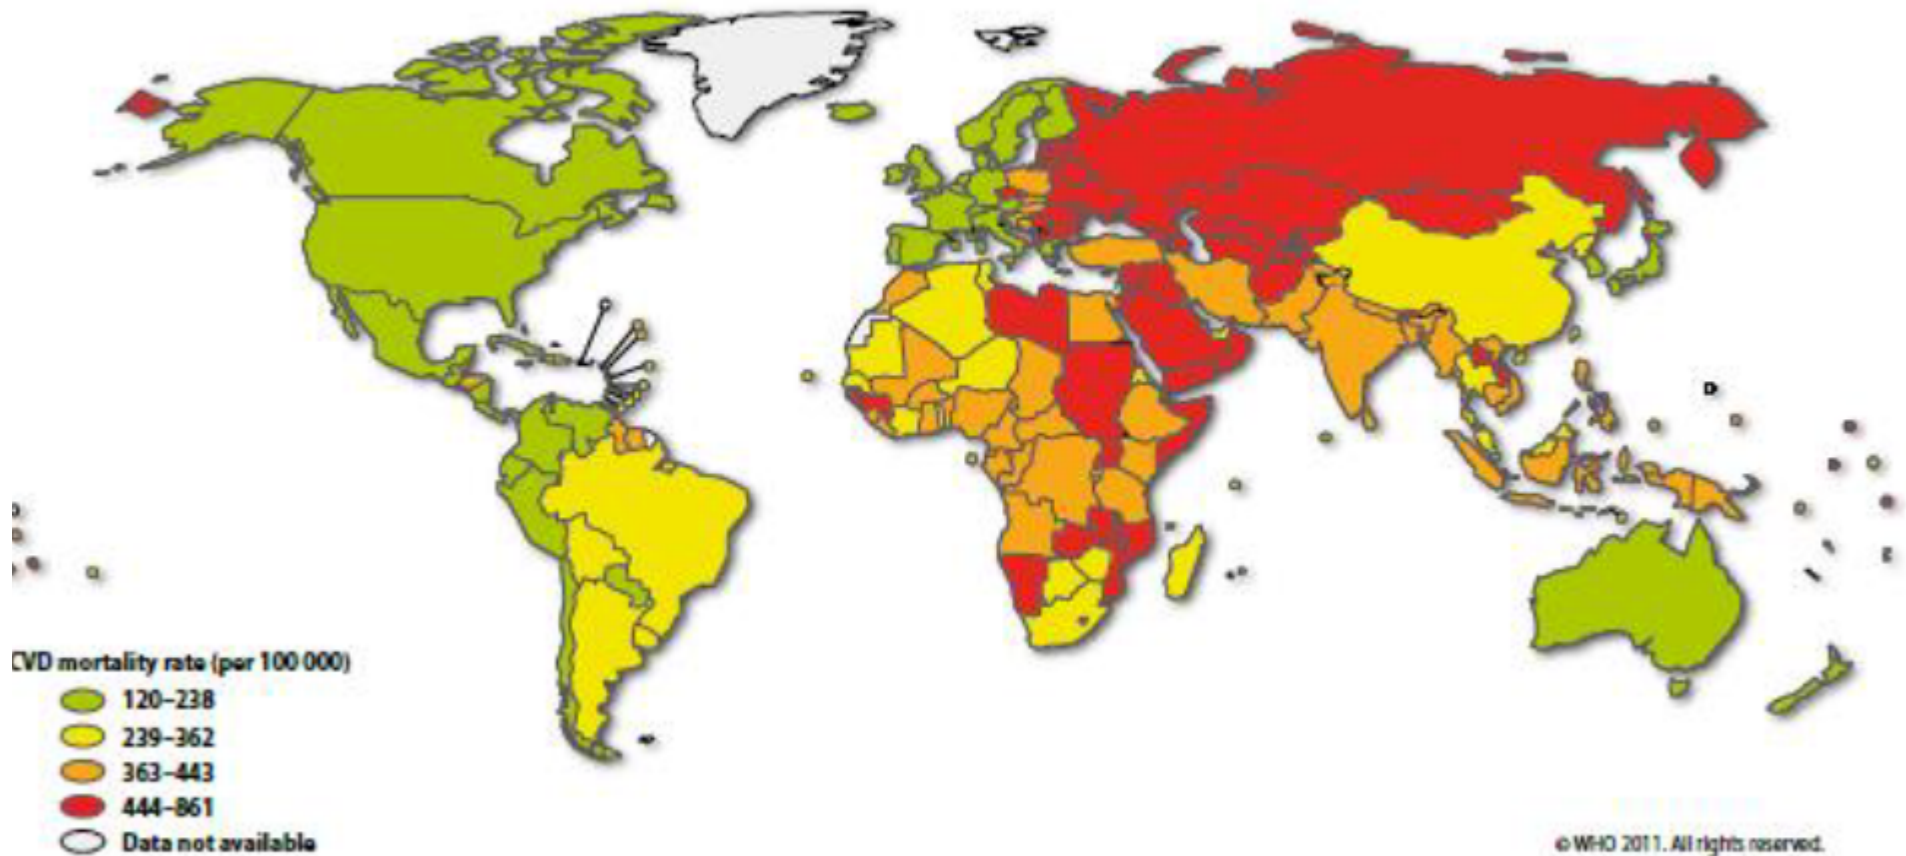 CVD mortality rate (per 100 000)
120–238
239–362
363–443
444–861
Data not available
© WHO 2011. All rights reserved.